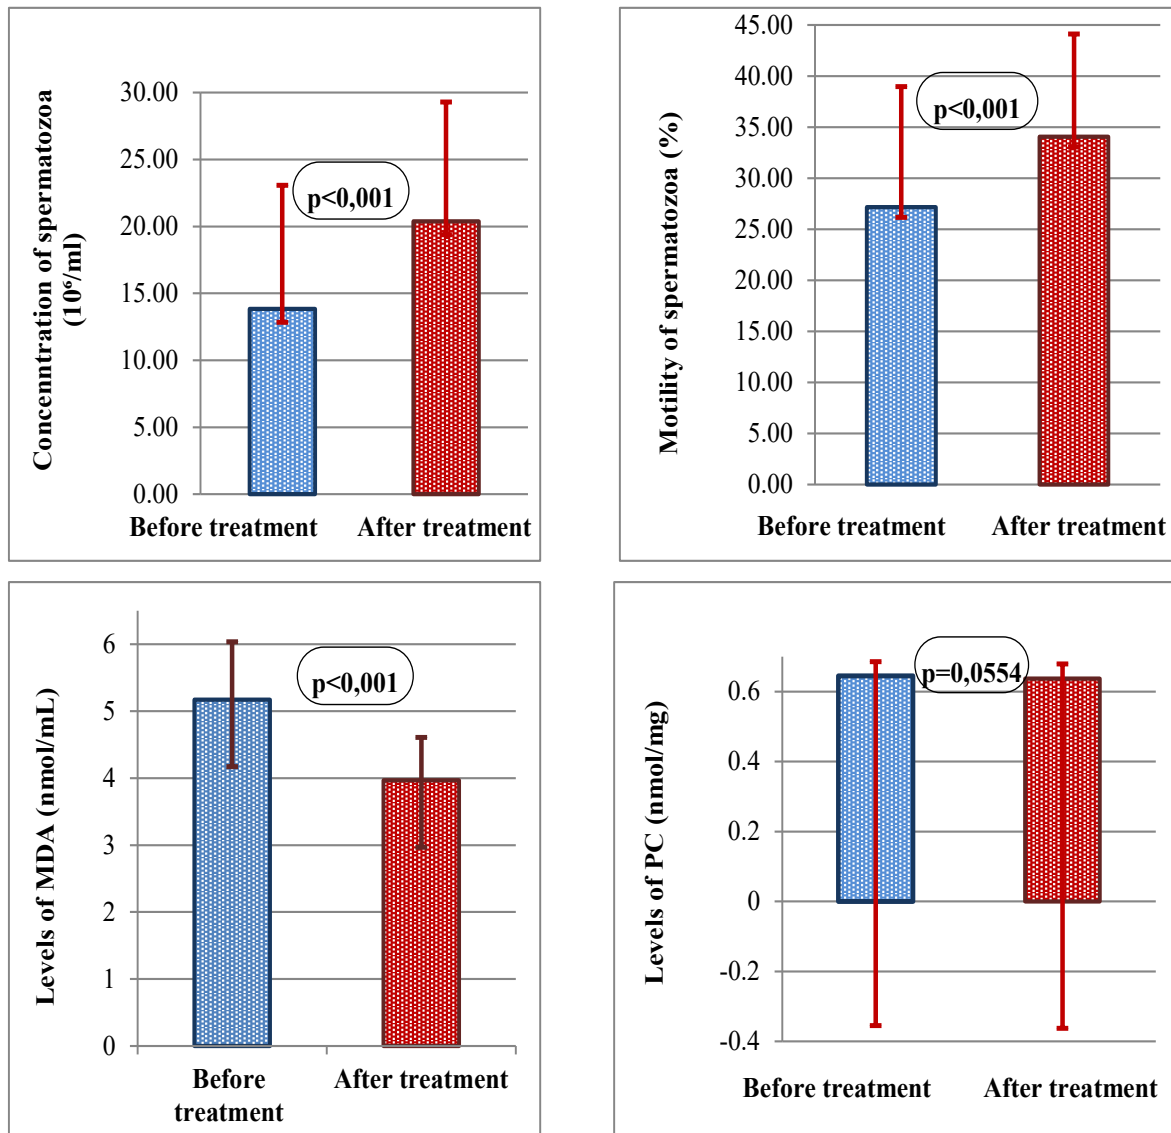 Concenntration of spermatozoa
(10⁶/ml)
30.00
25.00
20.00
15.00
10.00
5.00
0.00
p<0,001
Before treatment
After treatment
Motility of spermatozoa (%)
45.00
40.00
35.00
30.00
25.00
20.00
15.00
10.00
5.00
0.00
p<0,001
Before treatment
After treatment
Levels of MDA (nmol/mL)
6
5
4
3
2
1
0
p<0,001
Before
treatment
After treatment
Levels of PC (nmol/mg)
0.6
0.4
0.2
0
-0.2
-0.4
p=0,0554
Before treatment
After treatment